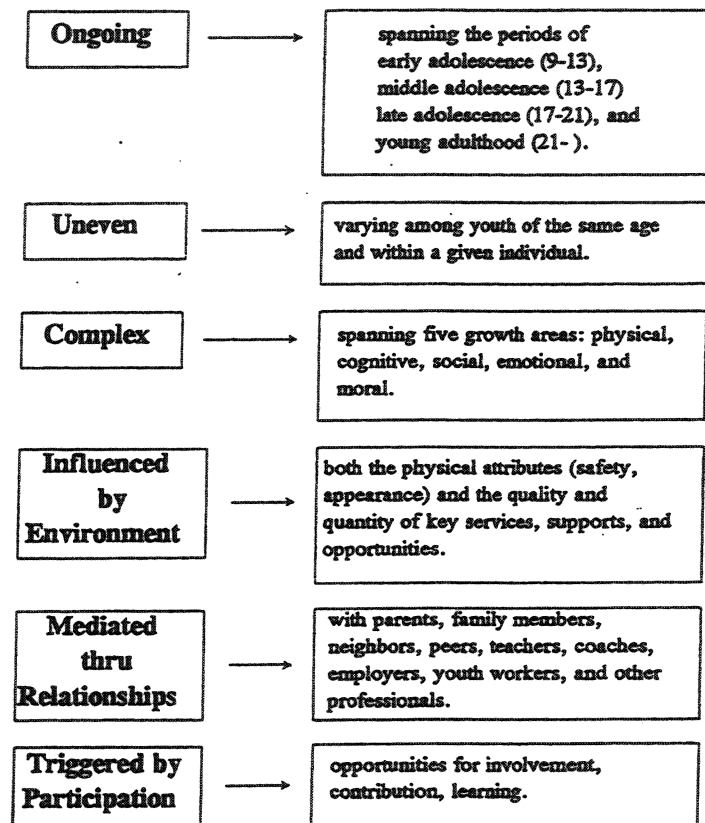 Ongoing
spanning the periods of
early adolescence (9-13),
middle adolescence (13-17)
late adolescence (17-21), and
young adulthood (21- ).
Uneven
varying among youth of the same age
and within a given individual.
Complex
spanning five growth areas: physical,
cognitive, social, emotional, and
moral.
Influenced
by
Environment
both the physical attributes (safety,
appearance) and the quality and
quantity of key services, supports, and
opportunities.
Mediated
thru
Relationships
with parents, family members,
neighbors, peers, teachers, coaches,
employers, youth workers, and other
professionals.
Triggered by
Participation
opportunities for involvement,
contribution, learning.